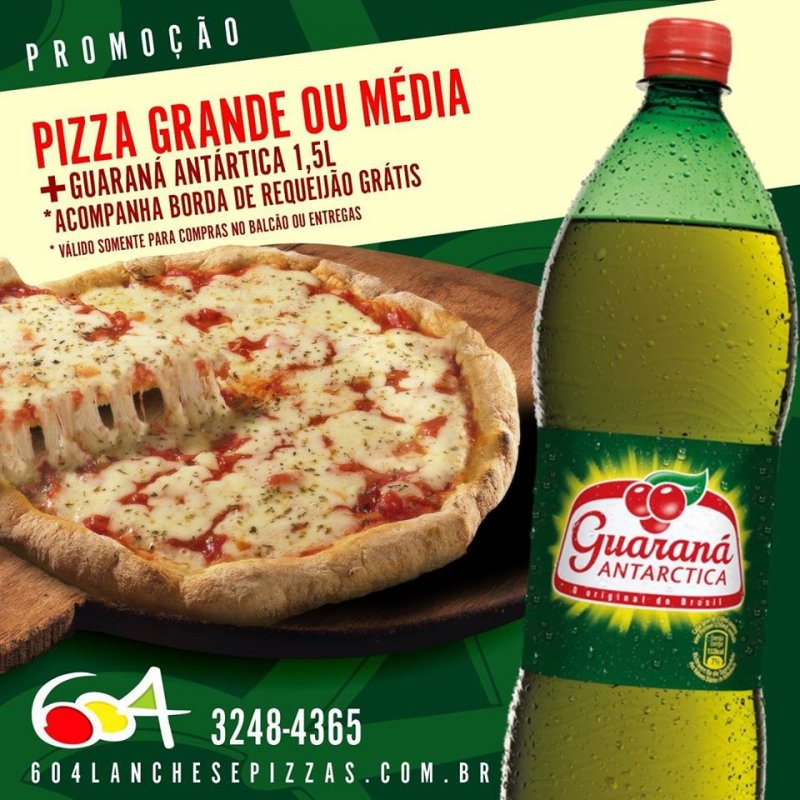 PROMOÇÃO
PIZZA GRANDE OU MÉDIA
+GUARANÁ ANTÁRTICA 1,5L
*ACOMPANHA BORDA DE REQUEIJÃO GRÁTIS
* VÁLIDO SOMENTE PARA COMPRAS NO BALCÃO OU ENTREGAS
Guaraná
ANTARCTICA
O original do Brasil
604
3248-4365
604LANCHESEPIZZAS.COM.BR